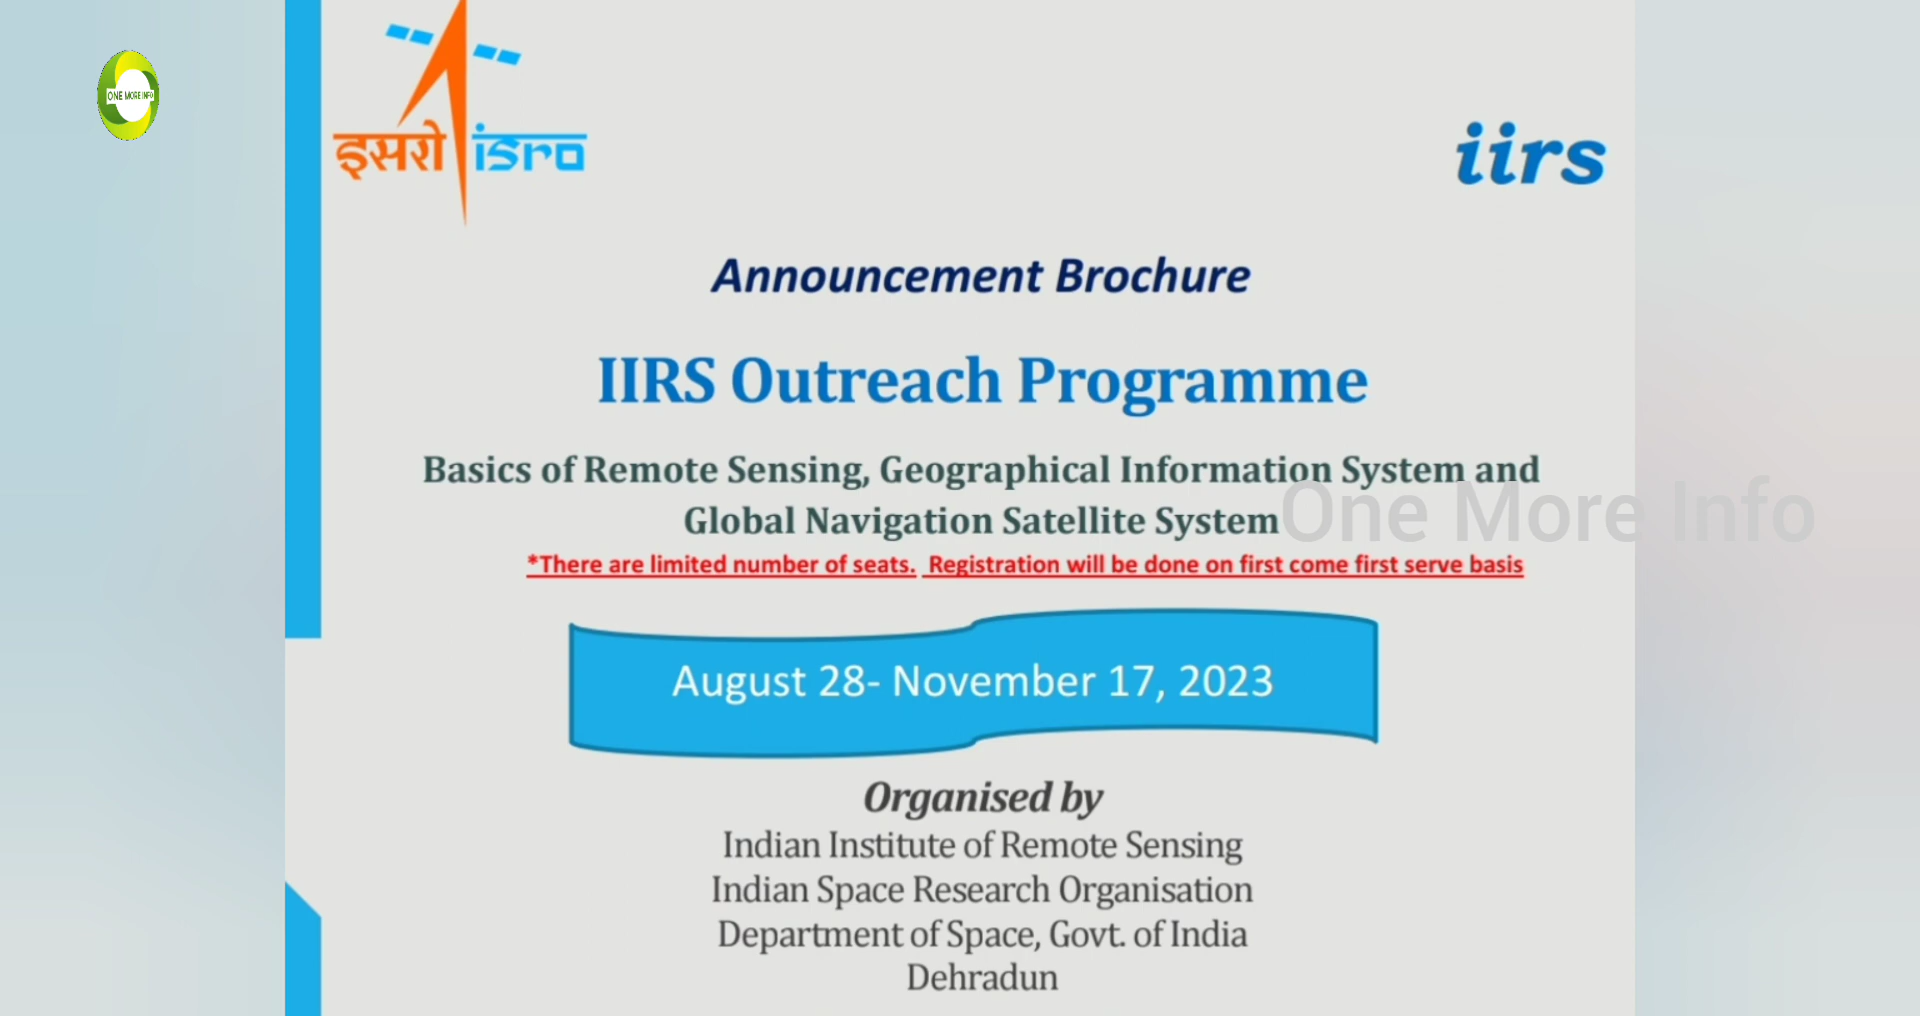 ONE MORE INFO
इसरो isro
iirs
Announcement Brochure
IIRS Outreach Programme
Basics of Remote Sensing, Geographical Information System and
Global Navigation Satellite System
One More Info
*There are limited number of seats. Registration will be done on first come first serve basis
August 28- November 17, 2023
Organised by
Indian Institute of Remote Sensing
Indian Space Research Organisation
Department of Space, Govt. of India
Dehradun